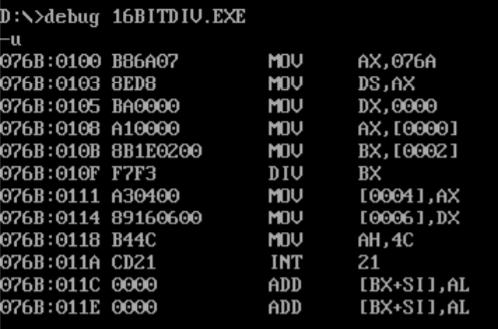 D:\>debug 16BITDIV.EXE
-u
076B:0100 B86A07 MOV AX,076A
076B:0103 8ED8 MOV DS,AX
076B:0105 BA0000 MOV DX,0000
076B:0108 A10000 MOV AX,[0000]
076B:010B 8B1E0200 MOV BX,[0002]
076B:010F F7F3 DIV BX
076B:0111 A30400 MOV [0004],AX
076B:0114 89160600 MOV [0006],DX
076B:0118 B44C MOV AH,4C
076B:011A CD21 INT 21
076B:011C 0000 ADD [BX+SI],AL
076B:011E 0000 ADD [BX+SI],AL